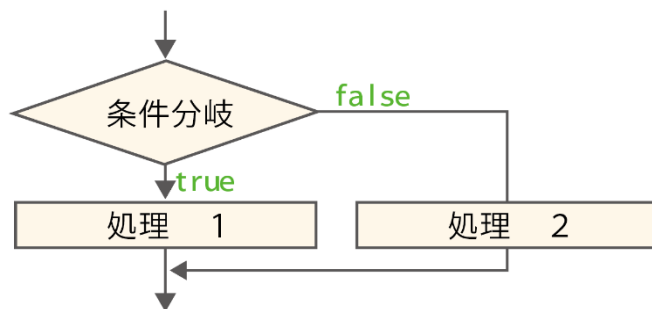 条件分岐
false
true
処理　1
処理　2